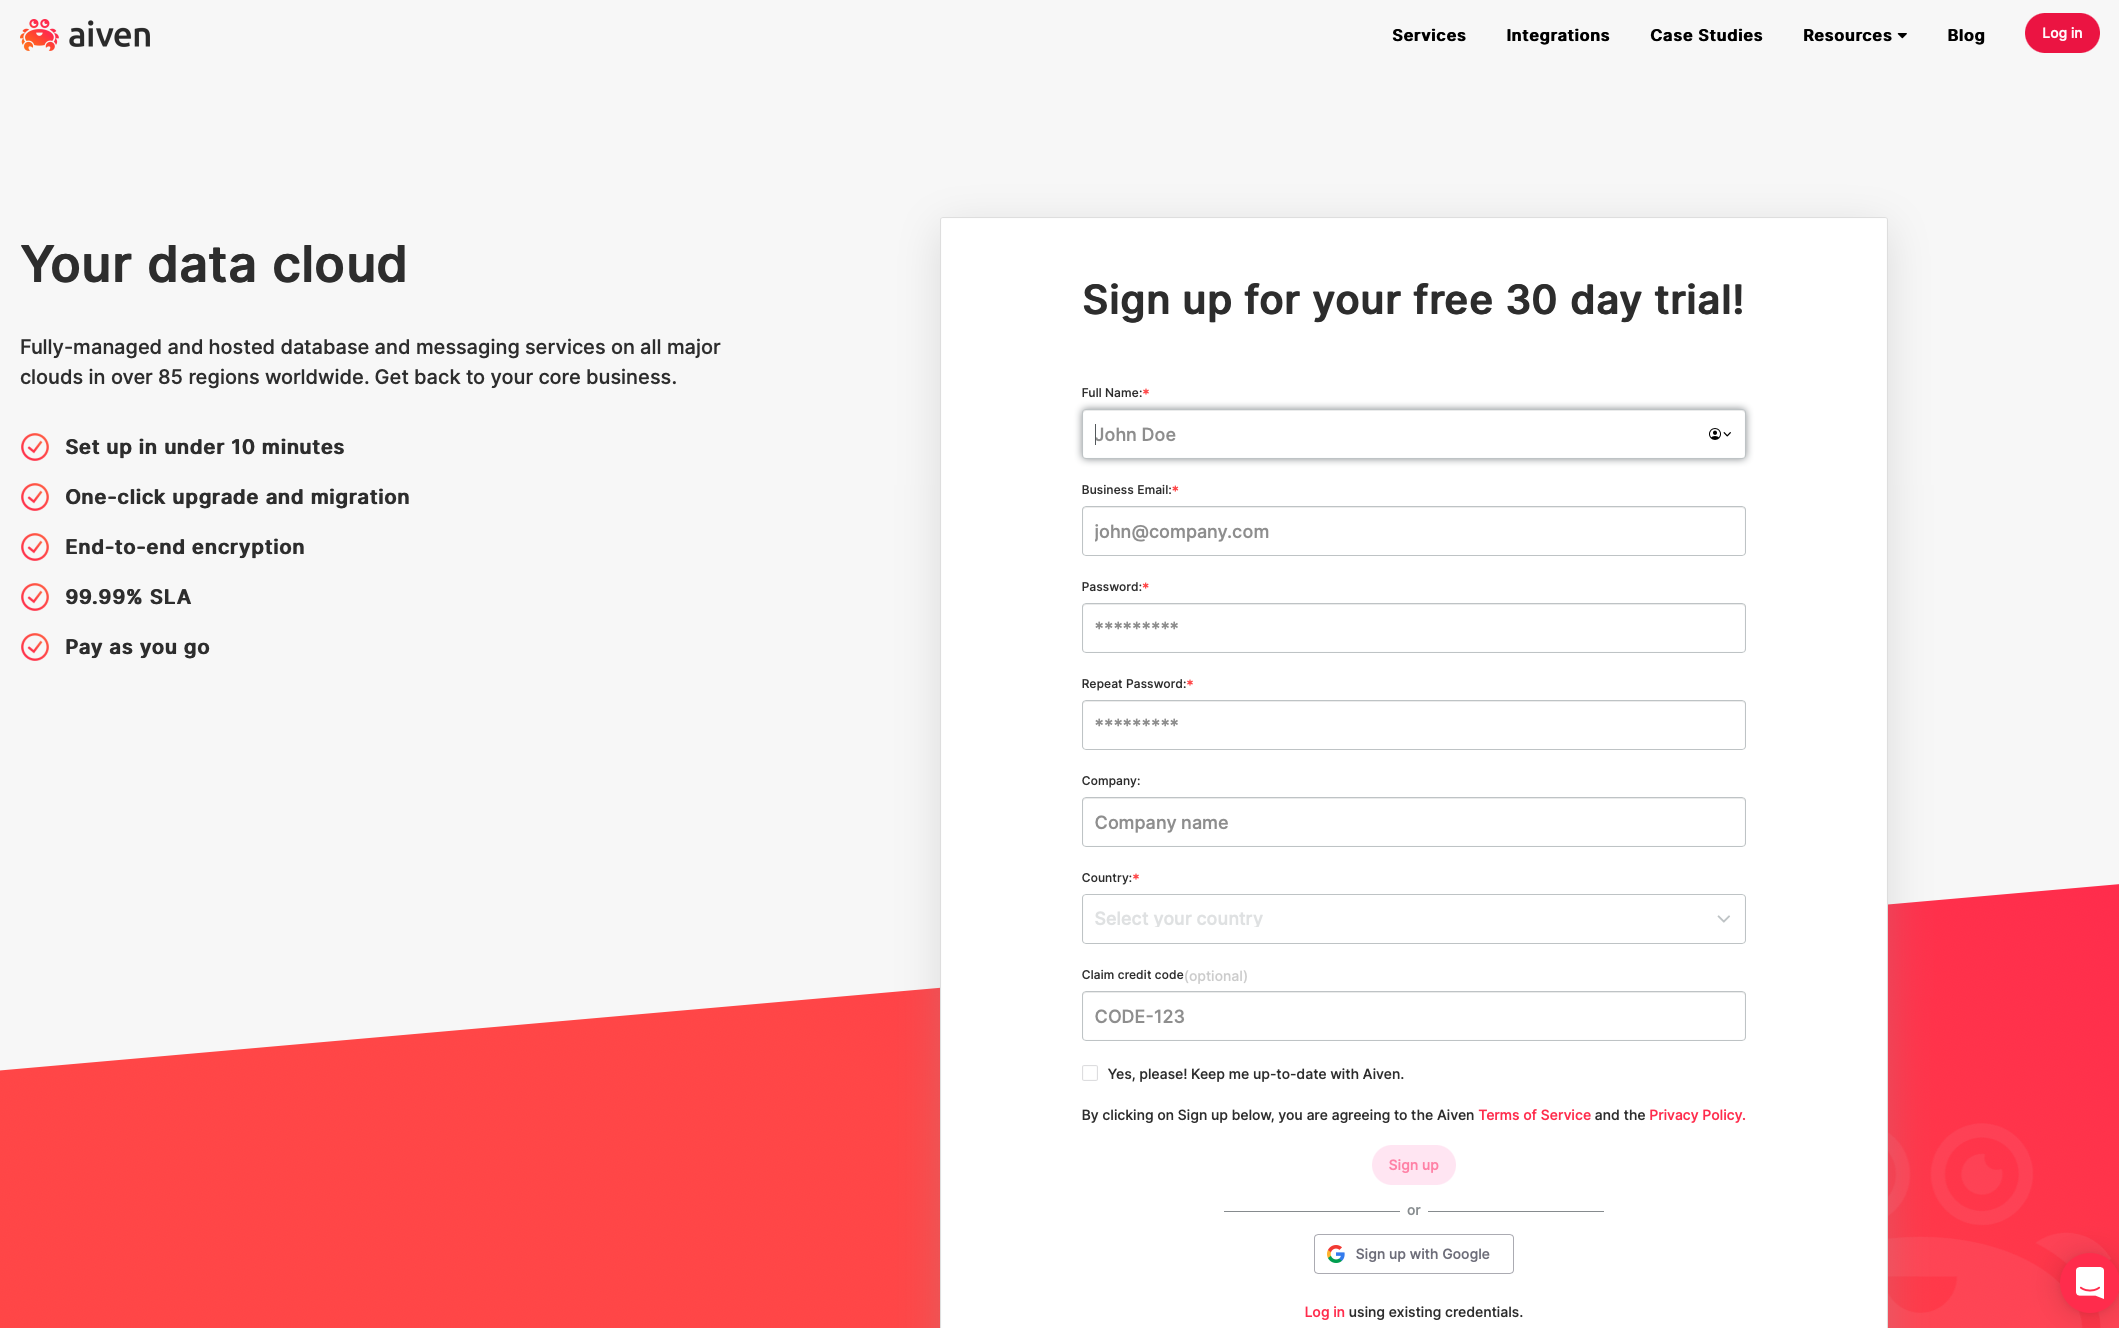 aiven
Services
Integrations
Case Studies
Resources
Blog
Log in
Your data cloud
Fully-managed and hosted database and messaging services on all major
clouds in over 85 regions worldwide. Get back to your core business.
Set up in under 10 minutes
One-click upgrade and migration
End-to-end encryption
99.99% SLA
Pay as you go
Sign up for your free 30 day trial!
Full Name:*
John Doe
Business Email:*
john@company.com
Password:*
*********
Repeat Password:*
*********
Company:
Company name
Country:*
Select your country
Claim credit code(optional)
CODE-123
Yes, please! Keep me up-to-date with Aiven.
By clicking on Sign up below, you are agreeing to the Aiven Terms of Service and the Privacy Policy.
Sign up
or
Sign up with Google
Log in using existing credentials.